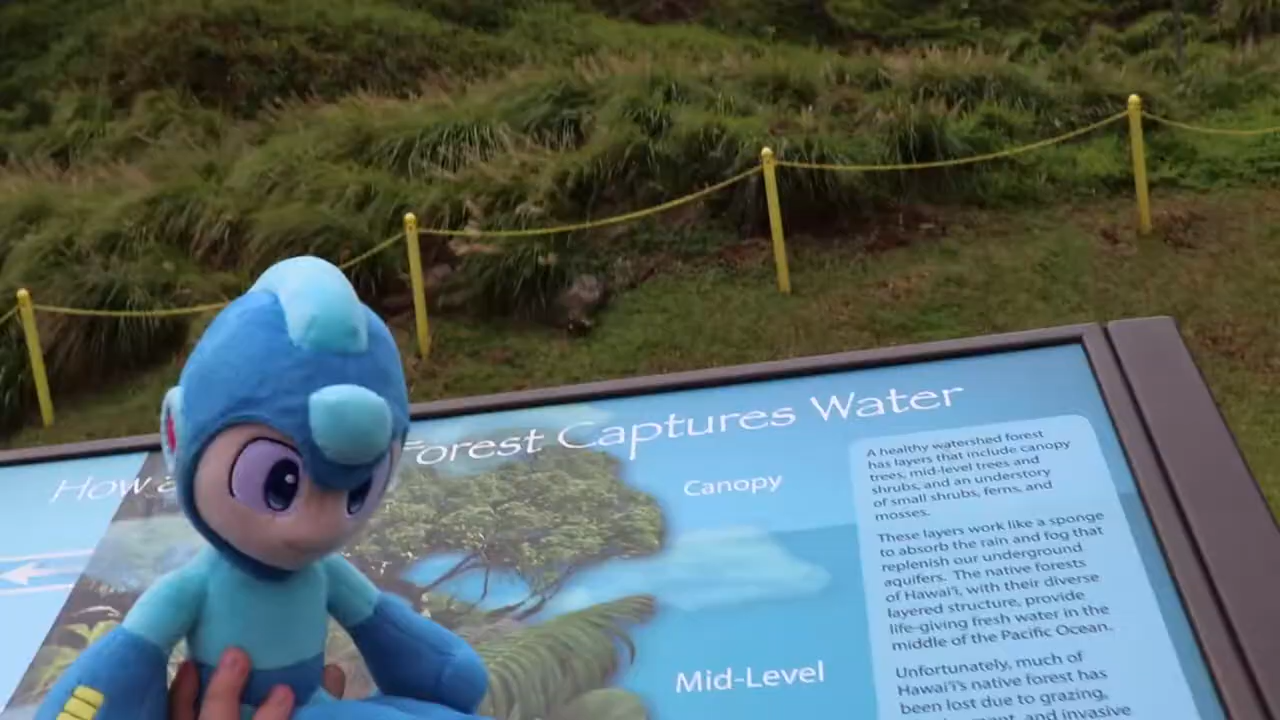 How a
Forest Captures Water
Canopy
Mid-Level
A healthy watershed forest
has layers that include canopy
trees, mid-level trees and
shrubs, and an understory
of small shrubs, ferns, and
mosses.
These layers work like a sponge
to absorb the rain and fog that
replenish our underground
aquifers. The native forests
of Hawai'i, with their diverse
layered structure, provide
life-giving fresh water in the
middle of the Pacific Ocean.
Unfortunately, much of
Hawai'i's native forest has
been lost due to grazing,
and invasive